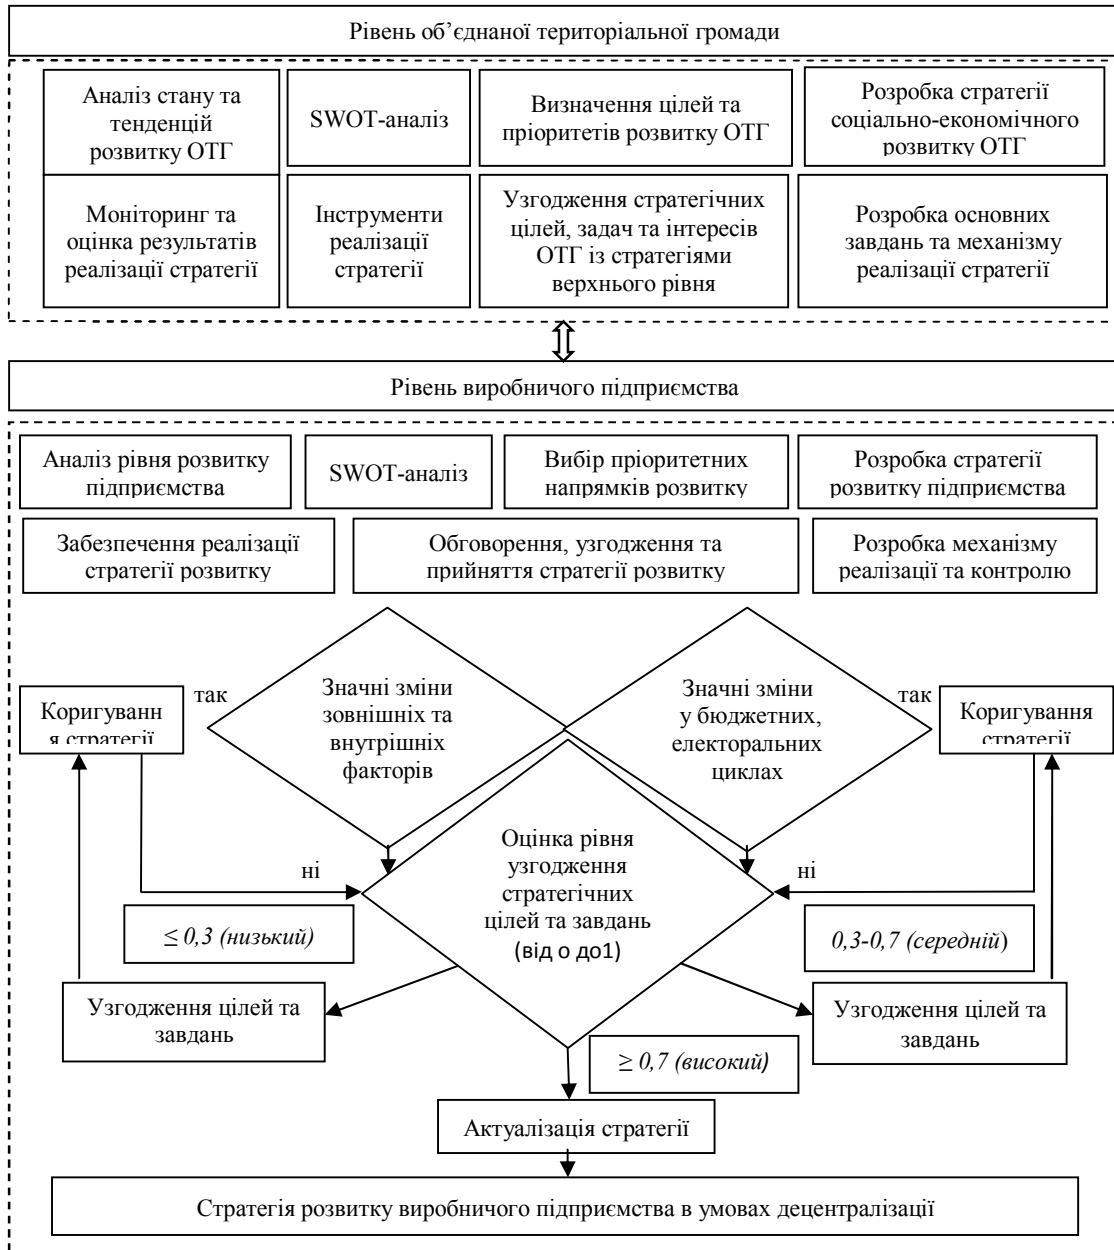 Рівень об’єднаної територіальної громади
Аналіз стану та
тенденцій
розвитку ОТГ
SWOT-аналіз
Визначення цілей та
пріоритетів розвитку ОТГ
Розробка стратегії
соціально-економічного
розвитку ОТГ
Моніторинг та
оцінка результатів
реалізації стратегії
Інструменти
реалізації
стратегії
Узгодження стратегічних
цілей, задач та інтересів
ОТГ із стратегіями
верхнього рівня
Розробка основних
завдань та механізму
реалізації стратегії
Рівень виробничого підприємства
Аналіз рівня розвитку
підприємства
SWOT-аналіз
Вибір пріоритетних
напрямків розвитку
Розробка стратегії
розвитку підприємства
Забезпечення реалізації
стратегії розвитку
Обговорення, узгодження та
прийняття стратегії розвитку
Розробка механізму
реалізації та контролю
Коригуванн
я стратегії
так
Значні зміни
зовнішніх та
внутрішніх
факторів
Значні зміни
у бюджетних,
електоральних
циклах
так
Коригування
стратегії
ні
Оцінка рівня
узгодження
стратегічних
цілей та завдань
(від о до1)
ні
≤ 0,3 (низький)
0,3-0,7 (середній)
Узгодження цілей та
завдань
Узгодження цілей та
завдань
≥ 0,7 (високий)
Актуалізація стратегії
Стратегія розвитку виробничого підприємства в умовах децентралізації